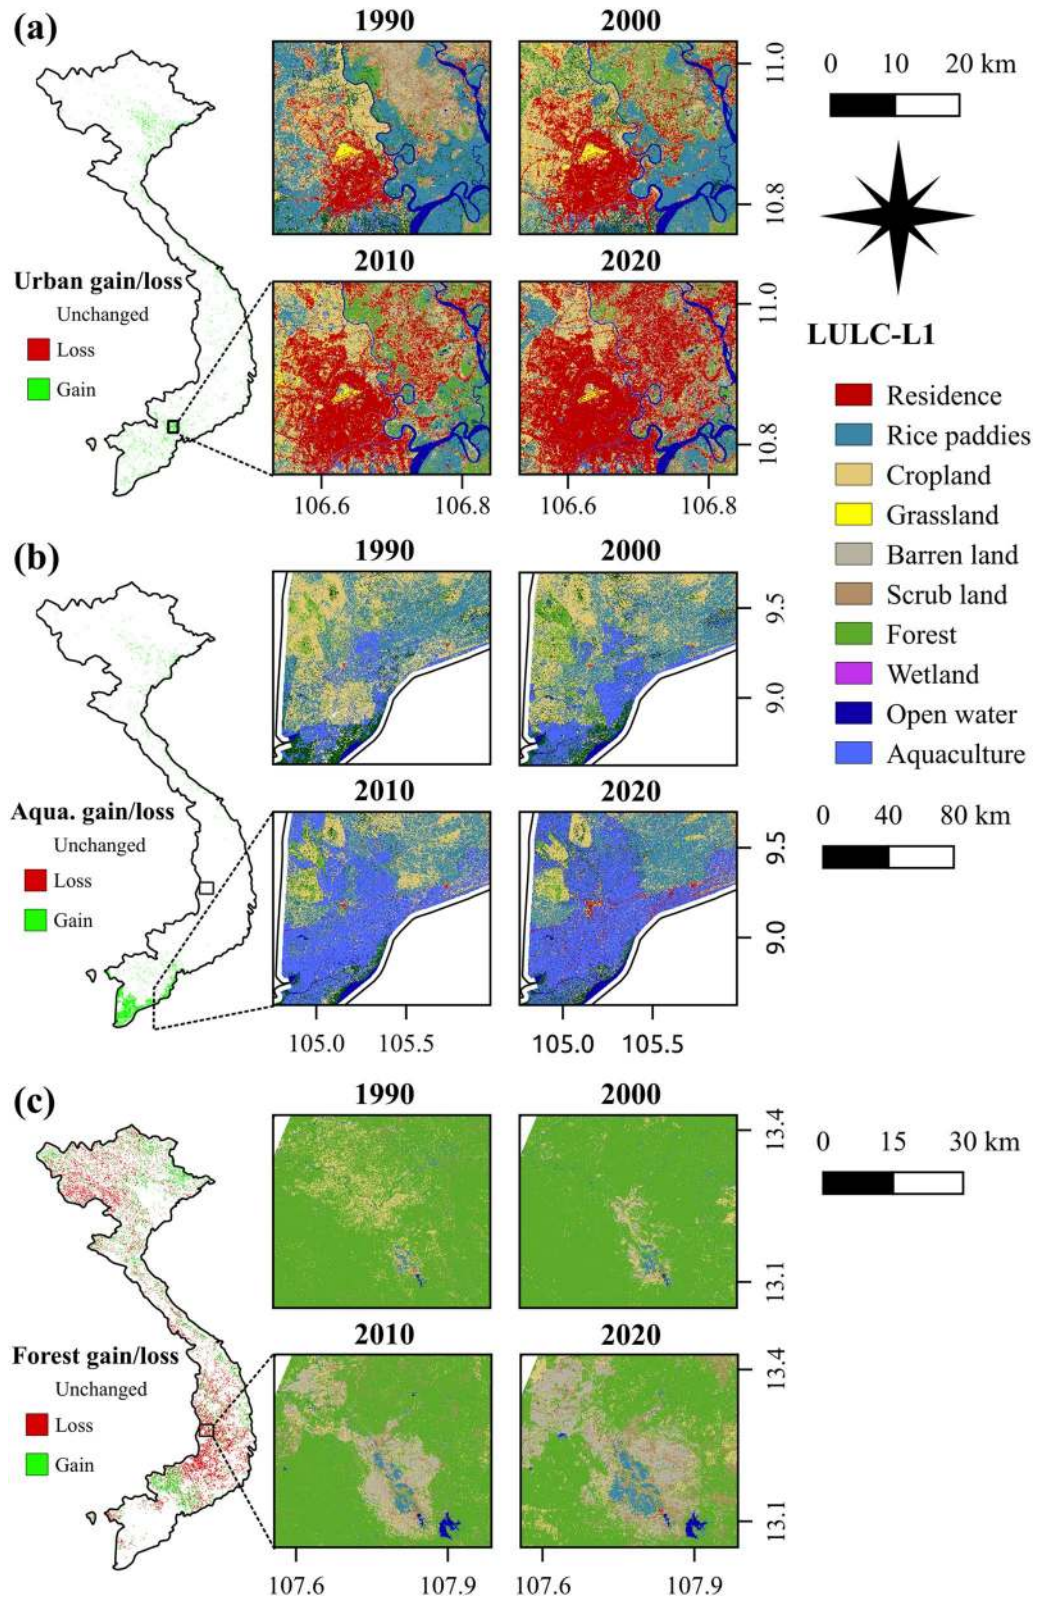 (a)
1990
2000
11.0
10.8
0 10 20 km
Urban gain/loss
Unchanged
Loss
Gain
2010
2020
11.0
10.8
106.6
106.8
106.6
106.8
LULC-L1
Residence
Rice paddies
Cropland
Grassland
Barren land
Scrub land
Forest
Wetland
Open water
Aquaculture
(b)
1990
2000
9.5
9.0
Aqua. gain/loss
Unchanged
Loss
Gain
2010
2020
9.5
9.0
105.0
105.5
105.0
105.5
0 40 80 km
(c)
1990
2000
13.4
13.1
0 15 30 km
Forest gain/loss
Unchanged
Loss
Gain
2010
2020
13.4
13.1
107.6
107.9
107.6
107.9